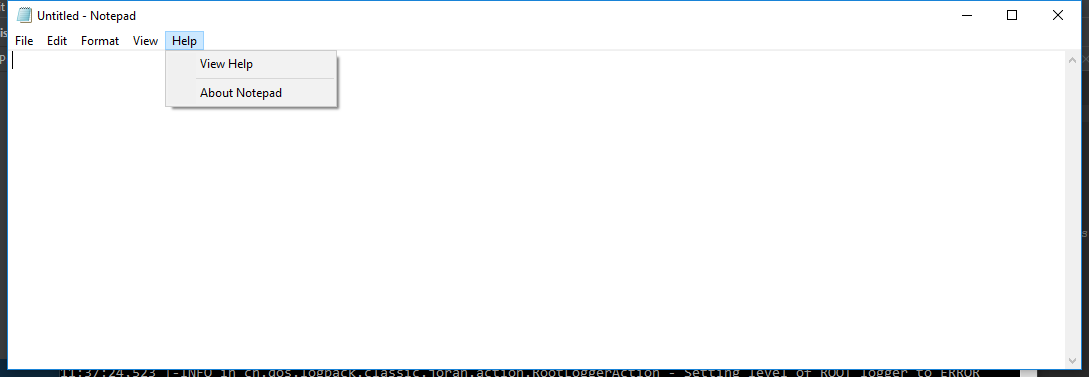 Untitled - Notepad
File Edit Format View Help
View Help
About Notepad
11:37:24.523 |-INFO in ch.qos.logback.classic.joran.action.RootLoggerAction - Setting level of ROOT logger to ERROR